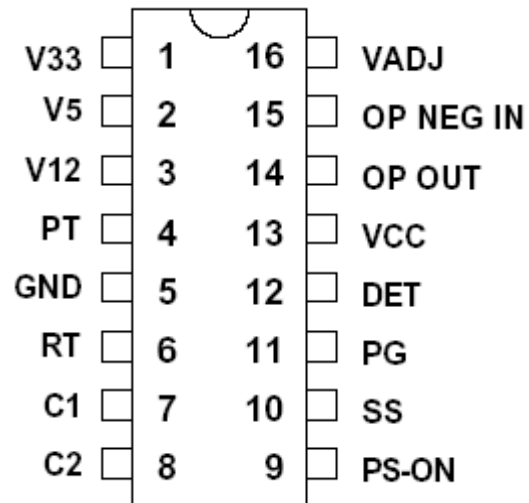 V33 1 16 VADJ
V5 2 15 OP NEG IN
V12 3 14 OP OUT
PT 4 13 VCC
GND 5 12 DET
RT 6 11 PG
C1 7 10 SS
C2 8 9 PS-ON